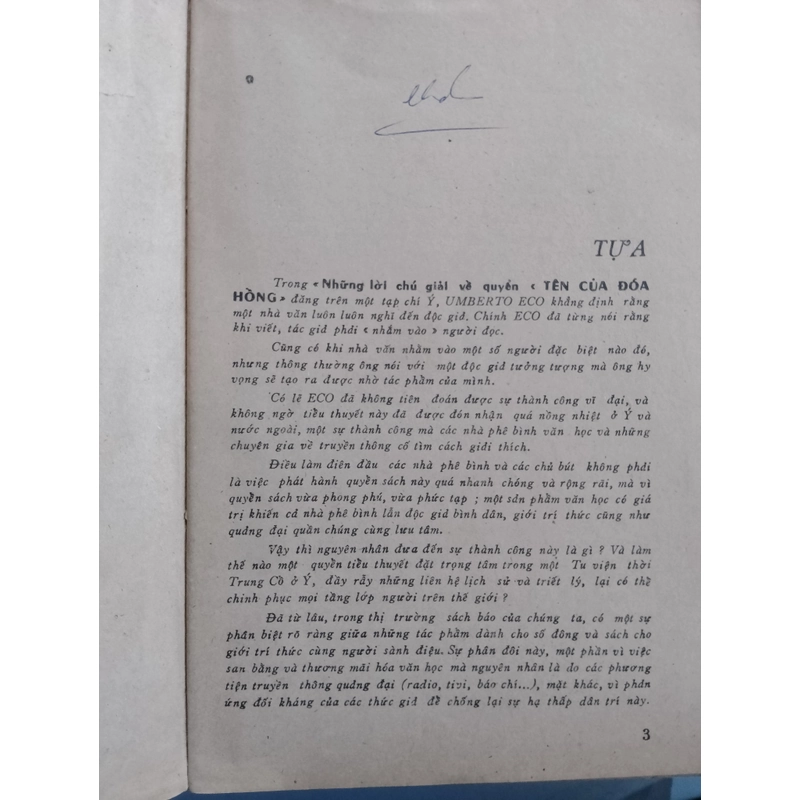 TỰA
Trong «Những lời chú giải về quyển « TÊN CỦA ĐÓA
HỒNG» đăng trên một tạp chí Ý, UMBERTO ECO khẳng định rằng
một nhà văn luôn luôn nghĩ đến độc giả. Chính ECO đã từng nói rằng
khi viết, tác giả phải « nhắm vào » người đọc.
Cũng có khi nhà văn nhắm vào một số người đặc biệt nào đó,
nhưng thông thường ông nói với một độc giả tưởng tượng mà ông hy
vọng sẽ tạo ra được nhờ tác phẩm của mình.
Có lẽ ECO đã không tiên đoán được sự thành công vĩ đại, và
không ngờ tiểu thuyết này đã được đón nhận quá nồng nhiệt ở Ý và
nước ngoài, một sự thành công mà các nhà phê bình văn học và những
chuyên gia về truyền thông cố tìm cách giải thích.
Điều làm điên đầu các nhà phê bình và các chủ bút không phải
là việc phát hành quyển sách này quá nhanh chóng và rộng rãi, mà vì
quyển sách vừa phong phú, vừa phức tạp ; một sản phẩm văn học có giá
trị khiến cả nhà phê bình lẫn độc giả bình dân, giới trí thức cũng như
quảng đại quần chúng cùng lưu tâm.
Vậy thì nguyên nhân đưa đến sự thành công này là gì ? Và làm
thế nào một quyển tiểu thuyết đặt trọng tâm trong một Tu viện thời
Trung Cổ ở Ý, đầy rẫy những liên hệ lịch sử và triết lý, lại có thể
chinh phục mọi tầng lớp người trên thế giới ?
Đã từ lâu, trong thị trường sách báo của chúng ta, có một sự
phân biệt rõ ràng giữa những tác phẩm dành cho số đông và sách cho
giới trí thức cùng người sành điệu. Sự phân đôi này, một phần vì việc
san bằng và thương mãi hóa văn học mà nguyên nhân là do các phương
tiện truyền thông quảng đại (radio, tivi, báo chí...), mặt khác, vì phản
ứng đối kháng của các thức giả để chống lại sự hạ thấp dân trí này.
3